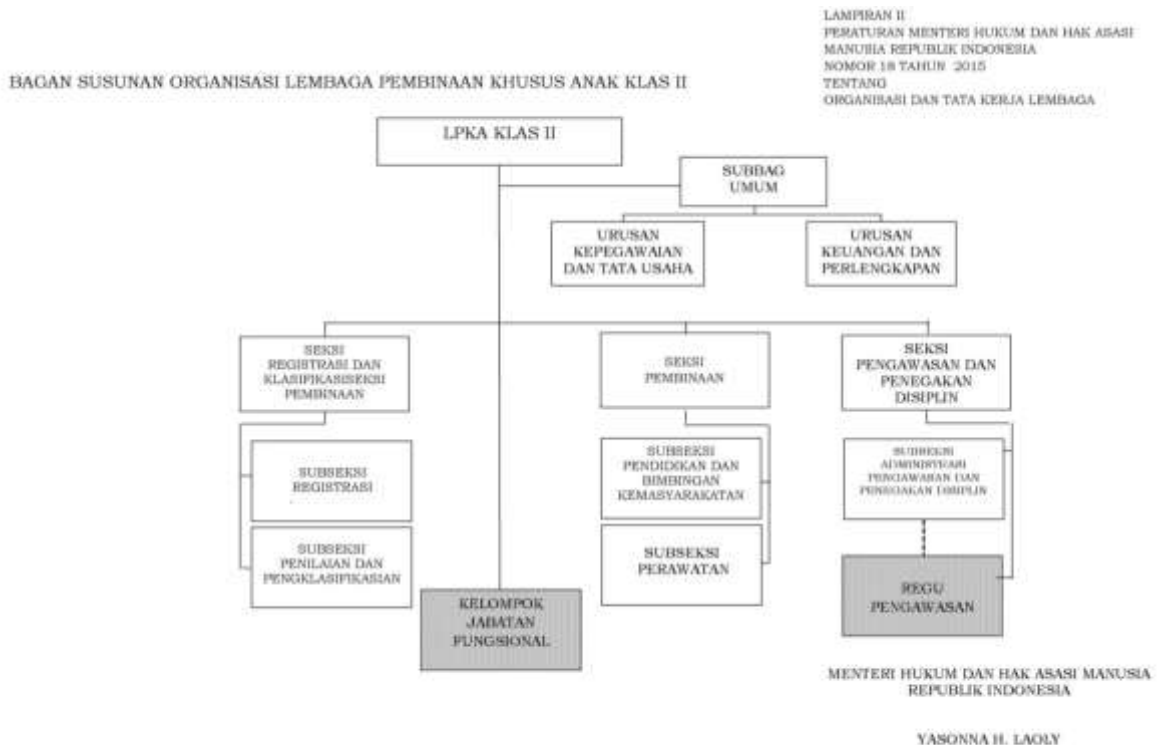 LAMPIRAN II
PERATURAN MENTERI HUKUM DAN HAK ASASI
MANUSIA REPUBLIK INDONESIA
NOMOR 18 TAHUN 2015
TENTANG
ORGANISASI DAN TATA KERJA LEMBAGA
BAGAN SUSUNAN ORGANISASI LEMBAGA PEMBINAAN KHUSUS ANAK KLAS II
LPKA KLAS II
SUBBAG
UMUM
URUSAN
KEPEGAWAIAN
DAN TATA USAHA
URUSAN
KEUANGAN DAN
PERLENGKAPAN
SEKSI
REGISTRASI DAN
KLASIFIKASISEKSI
PEMBINAAN
SEKSI
PEMBINAAN
SEKSI
PENGAWASAN DAN
PENEGAKAN
DISIPLIN
SUBSEKSI
REGISTRASI
SUBSEKSI
PENDIDIKAN DAN
BIMBINGAN
KEMASYARAKATAN
SUBSEKSI
ADMINISTRASI
PENGAWASAN DAN
PENEGAKAN DISIPLIN
SUBSEKSI
PENILAIAN DAN
PENGKLASIFIKASIAN
SUBSEKSI
PERAWATAN
REGU
PENGAWASAN
KELOMPOK
JABATAN
FUNGSIONAL
MENTERI HUKUM DAN HAK ASASI MANUSIA
REPUBLIK INDONESIA
YASONNA H. LAOLY